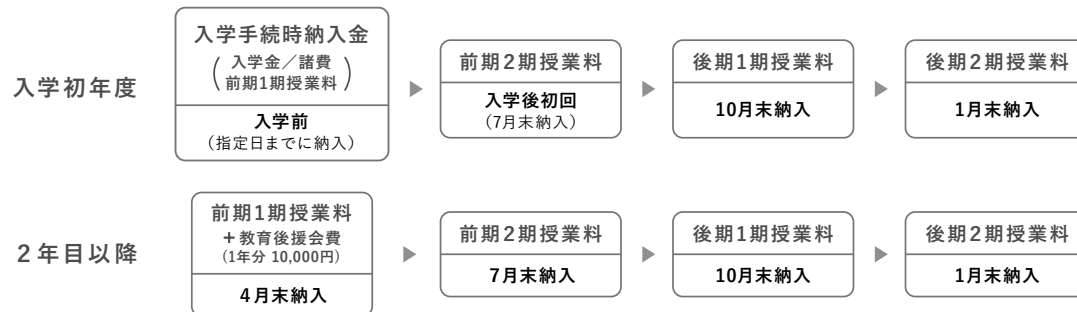 入学初年度
入学手続時納入金
(入学金／諸費
前期1期授業料)
入学前
(指定日までに納入)
前期2期授業料
入学後初回
(7月末納入)
後期1期授業料
10月末納入
後期2期授業料
1月末納入
2年目以降
前期1期授業料
＋教育後援会費
(1年分 10,000円)
4月末納入
前期2期授業料
7月末納入
後期1期授業料
10月末納入
後期2期授業料
1月末納入